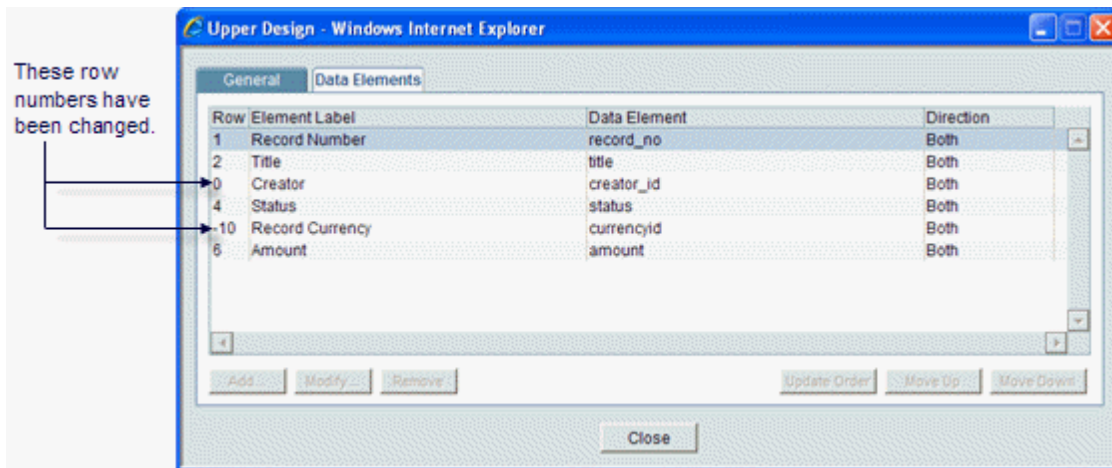 Upper Design - Windows Internet Explorer
These row
numbers have
been changed.
General Data Elements
Row Element Label Data Element Direction
1 Record Number record_no Both
2 Title title Both
0 Creator creator_id Both
4 Status status Both
-10 Record Currency currencyid Both
6 Amount amount Both
Add... Modify... Remove Update Order Move Up Move Down
Close